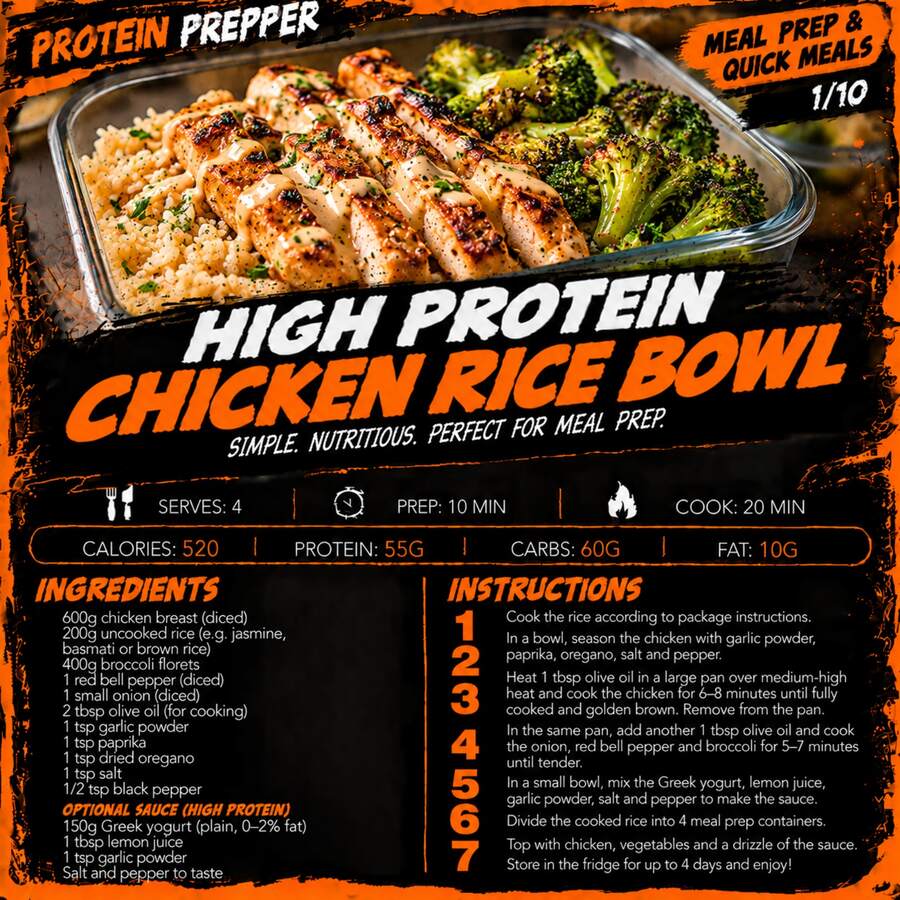 PROTEIN PREPPER
MEAL PREP &
QUICK MEALS
1/10
HIGH PROTEIN
CHICKEN RICE BOWL
SIMPLE. NUTRITIOUS. PERFECT FOR MEAL PREP.
SERVES: 4
PREP: 10 MIN
COOK: 20 MIN
CALORIES: 520
PROTEIN: 55G
CARBS: 60G
FAT: 10G
INGREDIENTS
600g chicken breast (diced)
200g uncooked rice (e.g. jasmine,
basmati or brown rice)
400g broccoli florets
1 red bell pepper (diced)
1 small onion (diced)
2 tbsp olive oil (for cooking)
1 tsp garlic powder
1 tsp paprika
1 tsp dried oregano
1 tsp salt
1/2 tsp black pepper
OPTIONAL SAUCE (HIGH PROTEIN)
150g Greek yogurt (plain, 0–2% fat)
1 tbsp lemon juice
1 tsp garlic powder
Salt and pepper to taste
INSTRUCTIONS
1 Cook the rice according to package instructions.
2 In a bowl, season the chicken with garlic powder,
paprika, oregano, salt and pepper.
3 Heat 1 tbsp olive oil in a large pan over medium-high
heat and cook the chicken for 6–8 minutes until fully
cooked and golden brown. Remove from the pan.
4 In the same pan, add another 1 tbsp olive oil and cook
the onion, red bell pepper and broccoli for 5–7 minutes
until tender.
5 In a small bowl, mix the Greek yogurt, lemon juice,
garlic powder, salt and pepper to make the sauce.
6 Divide the cooked rice into 4 meal prep containers.
7 Top with chicken, vegetables and a drizzle of the sauce.
Store in the fridge for up to 4 days and enjoy!